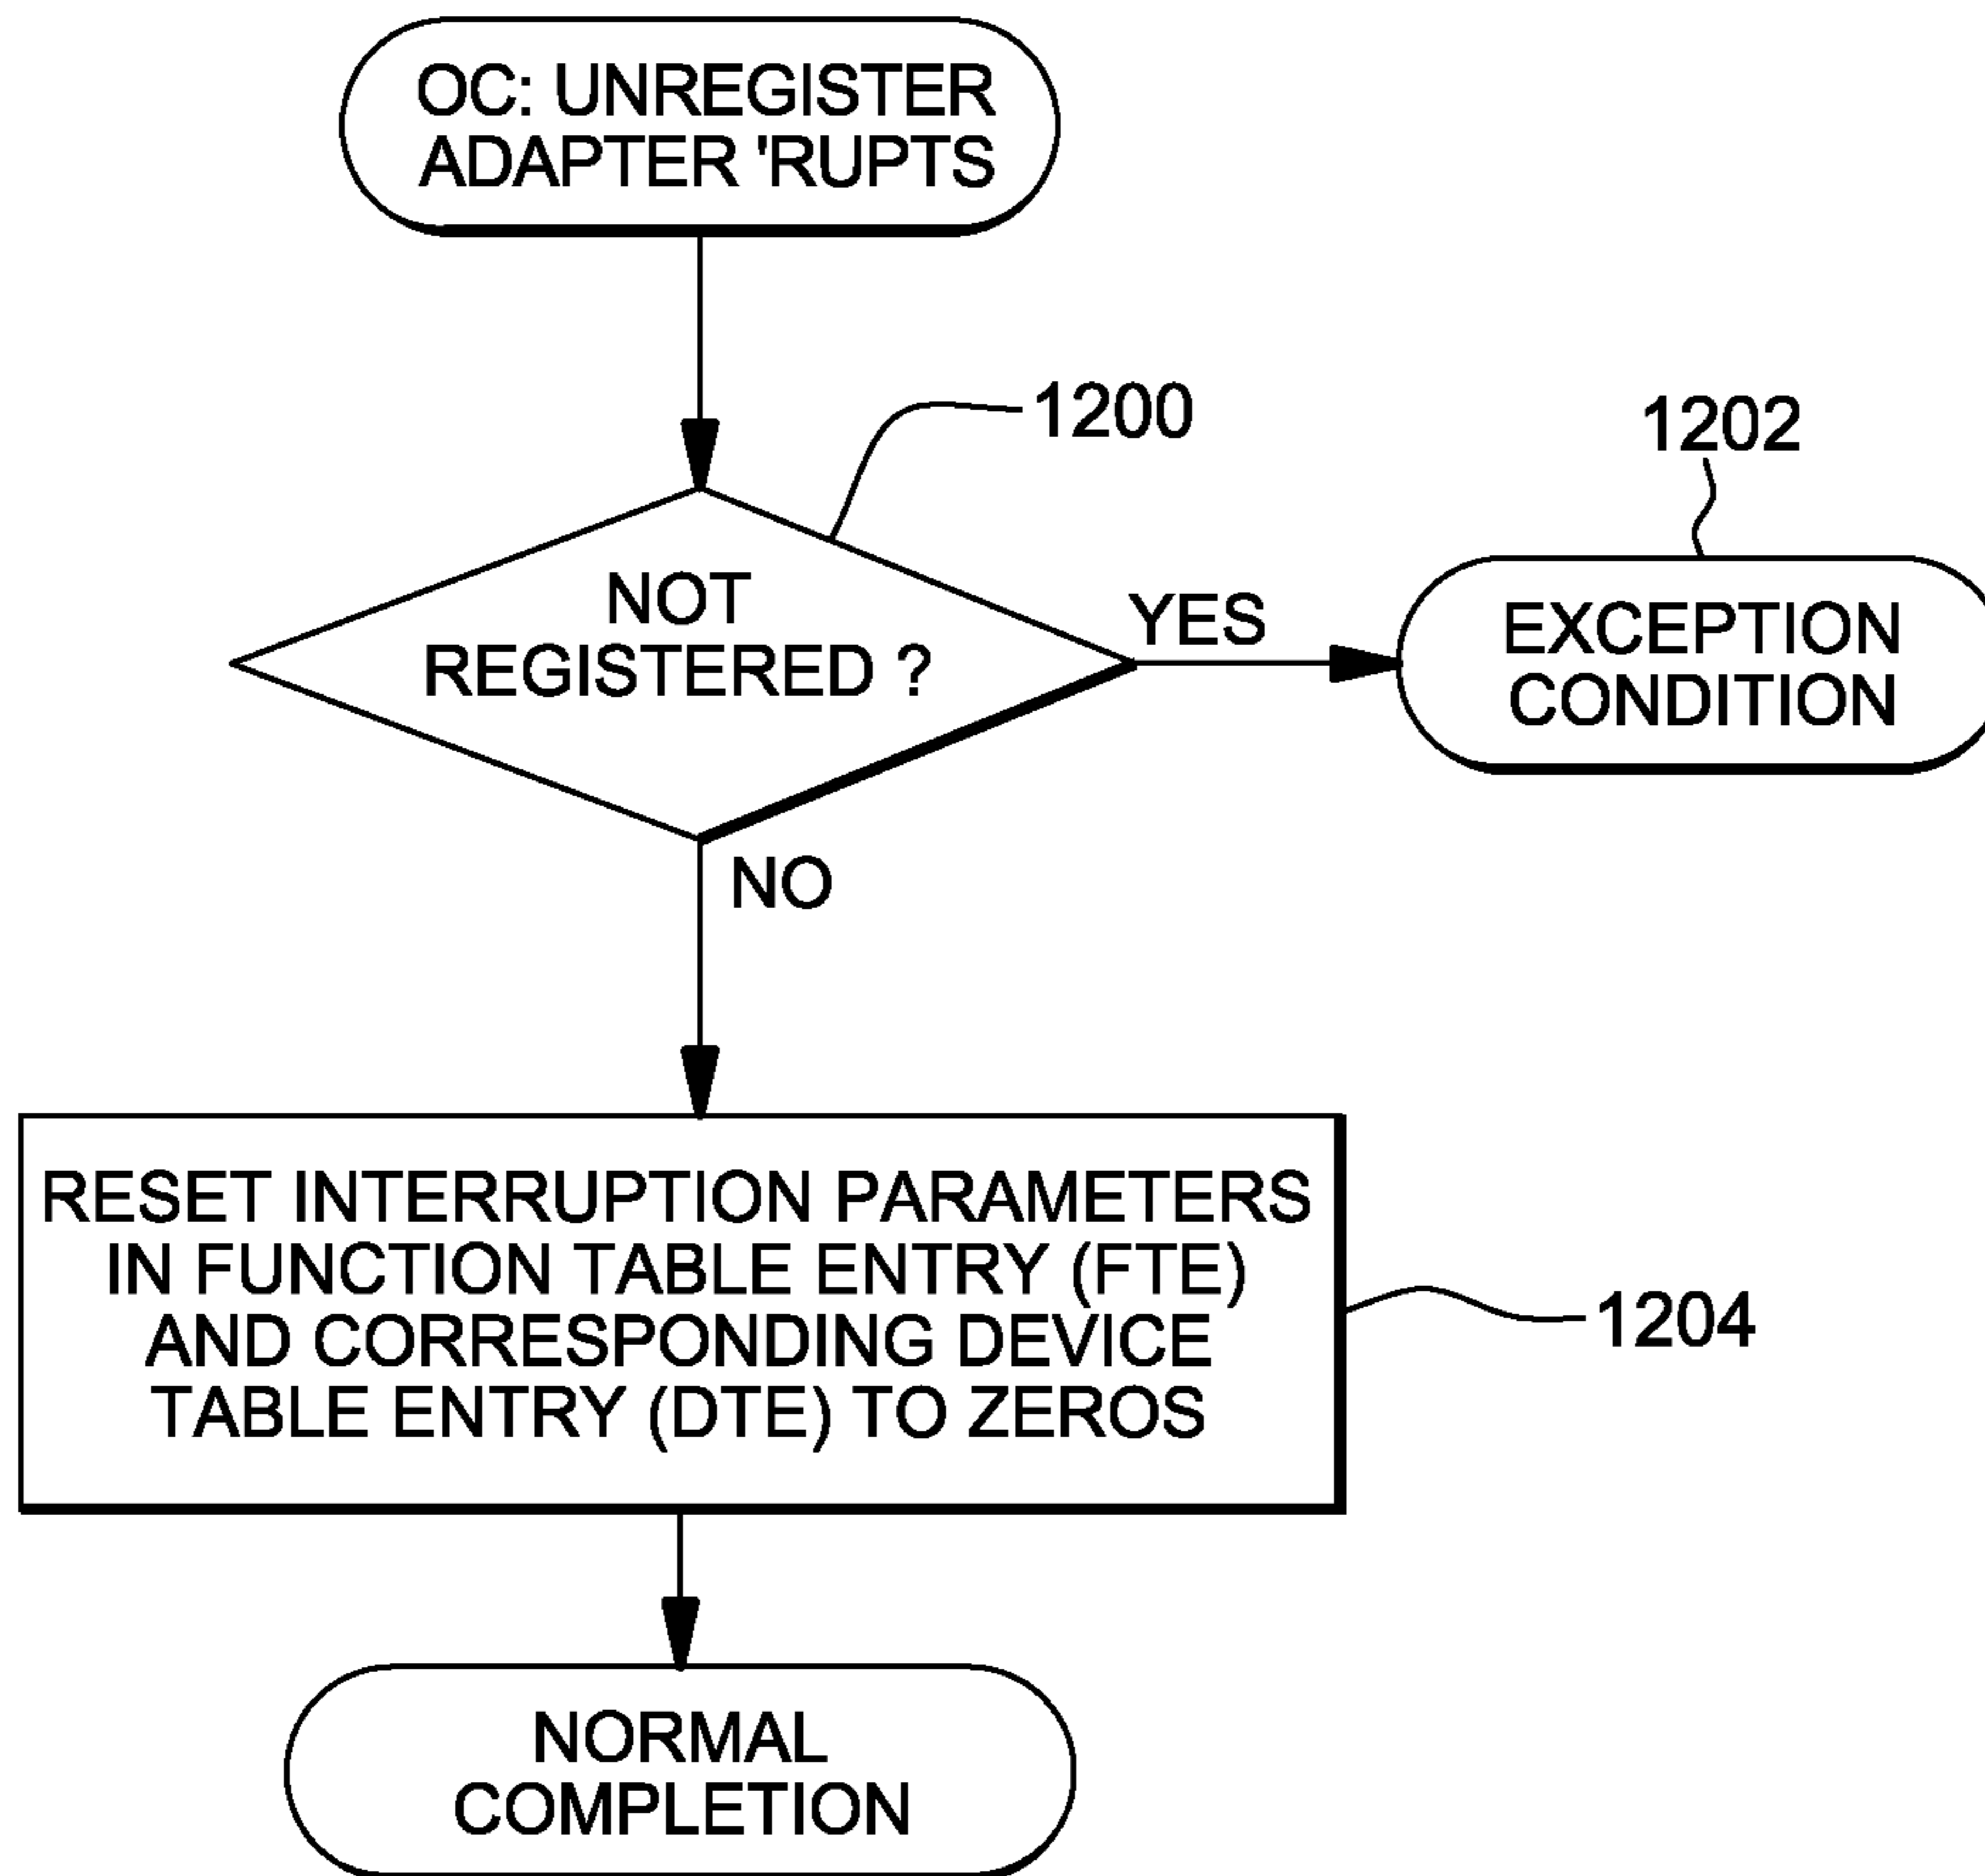 OC: UNREGISTER
ADAPTER 'RUPTS
1200
1202
NOT
REGISTERED ?
YES
EXCEPTION
CONDITION
NO
RESET INTERRUPTION PARAMETERS
IN FUNCTION TABLE ENTRY (FTE)
AND CORRESPONDING DEVICE
TABLE ENTRY (DTE) TO ZEROS
1204
NORMAL
COMPLETION